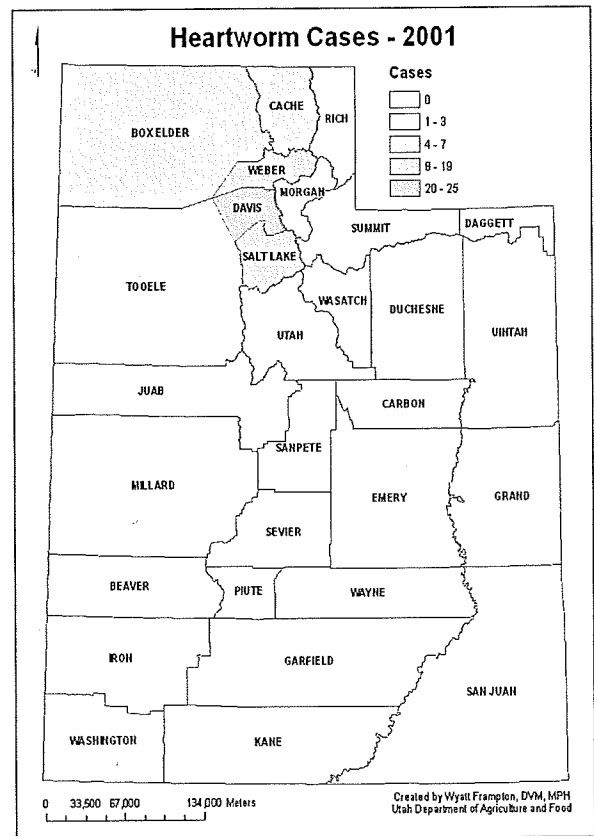 Heartworm Cases - 2001
Cases
0
1 - 3
4 - 7
8 - 19
20 - 25
CACHE
RICH
BOXELDER
WEBER
MORGAN
DAVIS
SUMMIT
DAGGETT
SALT LAKE
TOOELE
WASATCH
DUCHESNE
UINTAH
UTAH
JUAB
CARBON
SANPETE
MILLARD
EMERY
GRAND
SEVIER
BEAVER
PIUTE
WAYNE
IRON
GARFIELD
SAN JUAN
WASHINGTON
KANE
0 33,500 67,000 134,000 Meters
Created by Wyatt Frampton, DVM, MPH
Utah Department of Agriculture and Food